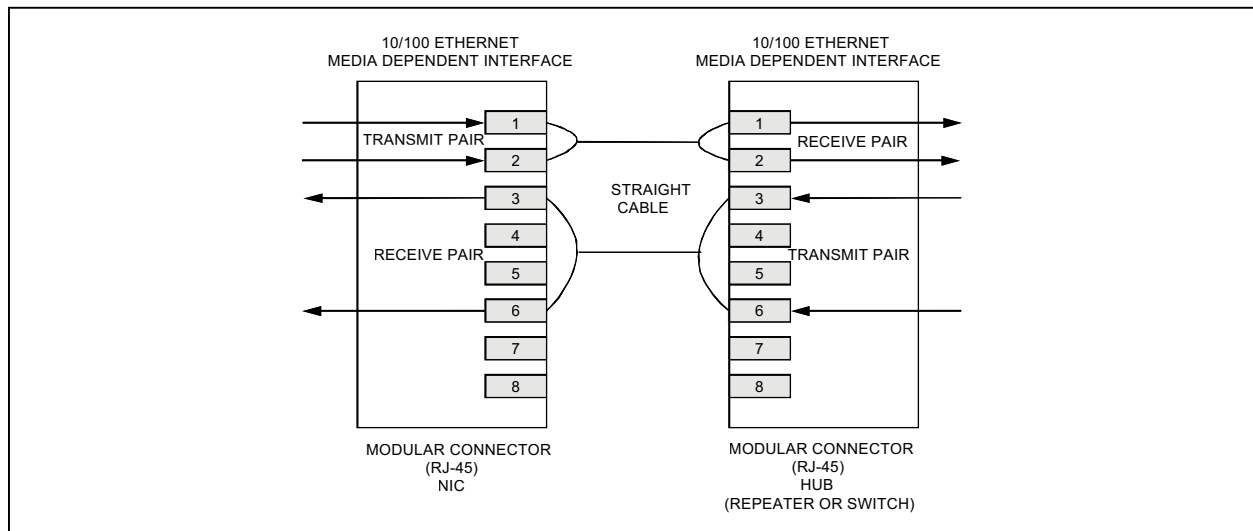 10/100 ETHERNET
MEDIA DEPENDENT INTERFACE
10/100 ETHERNET
MEDIA DEPENDENT INTERFACE
1
TRANSMIT PAIR
2
3
4
RECEIVE PAIR
5
6
7
8
STRAIGHT
CABLE
1
RECEIVE PAIR
2
3
4
TRANSMIT PAIR
5
6
7
8
MODULAR CONNECTOR
(RJ-45)
NIC
MODULAR CONNECTOR
(RJ-45)
HUB
(REPEATER OR SWITCH)